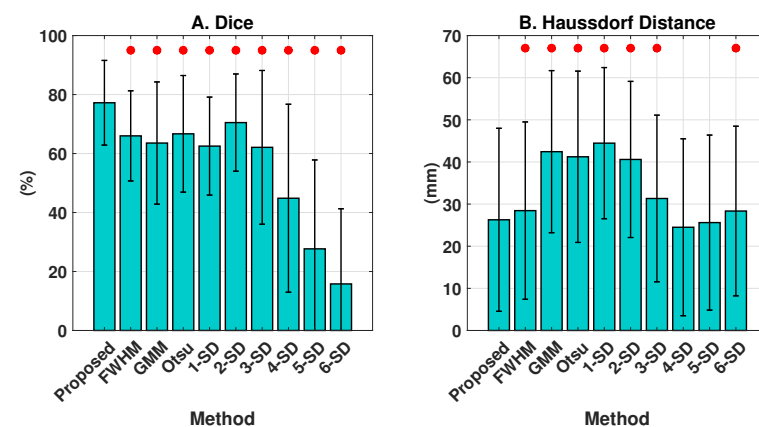 A. Dice
100
80
60
40
20
0
(%)
Proposed
FWHM
GMM
Otsu
1-SD
2-SD
3-SD
4-SD
5-SD
6-SD
Method
B. Haussdorf Distance
70
60
50
40
30
20
10
0
(mm)
Proposed
FWHM
GMM
Otsu
1-SD
2-SD
3-SD
4-SD
5-SD
6-SD
Method